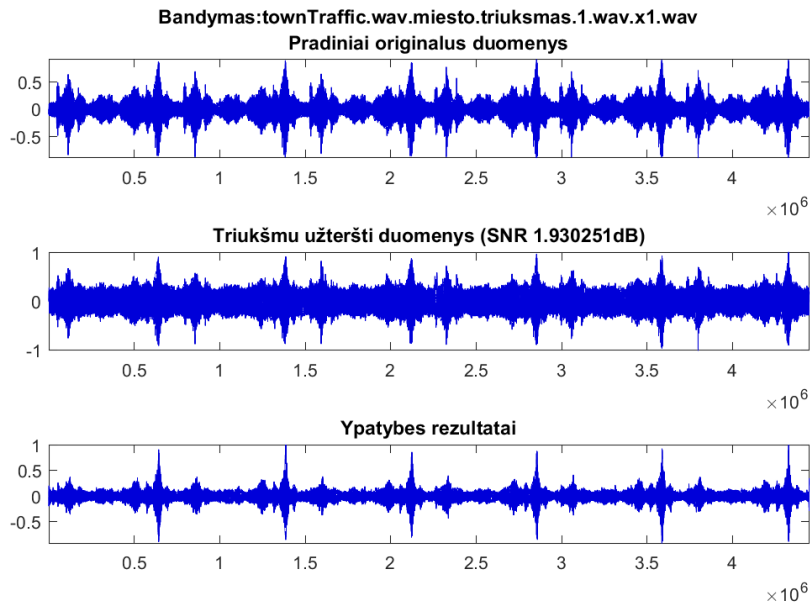 Bandymas:townTraffic.wav.miesto.triuksmas.1.wav.x1.wav
Pradiniai originalus duomenys
0.5
0
-0.5
0.5 1 1.5 2 2.5 3 3.5 4
×10^6
Triukšmu užteršti duomenys (SNR 1.930251dB)
1
0
-1
0.5 1 1.5 2 2.5 3 3.5 4
×10^6
Ypatybes rezultatai
1
0.5
0
-0.5
0.5 1 1.5 2 2.5 3 3.5 4
×10^6